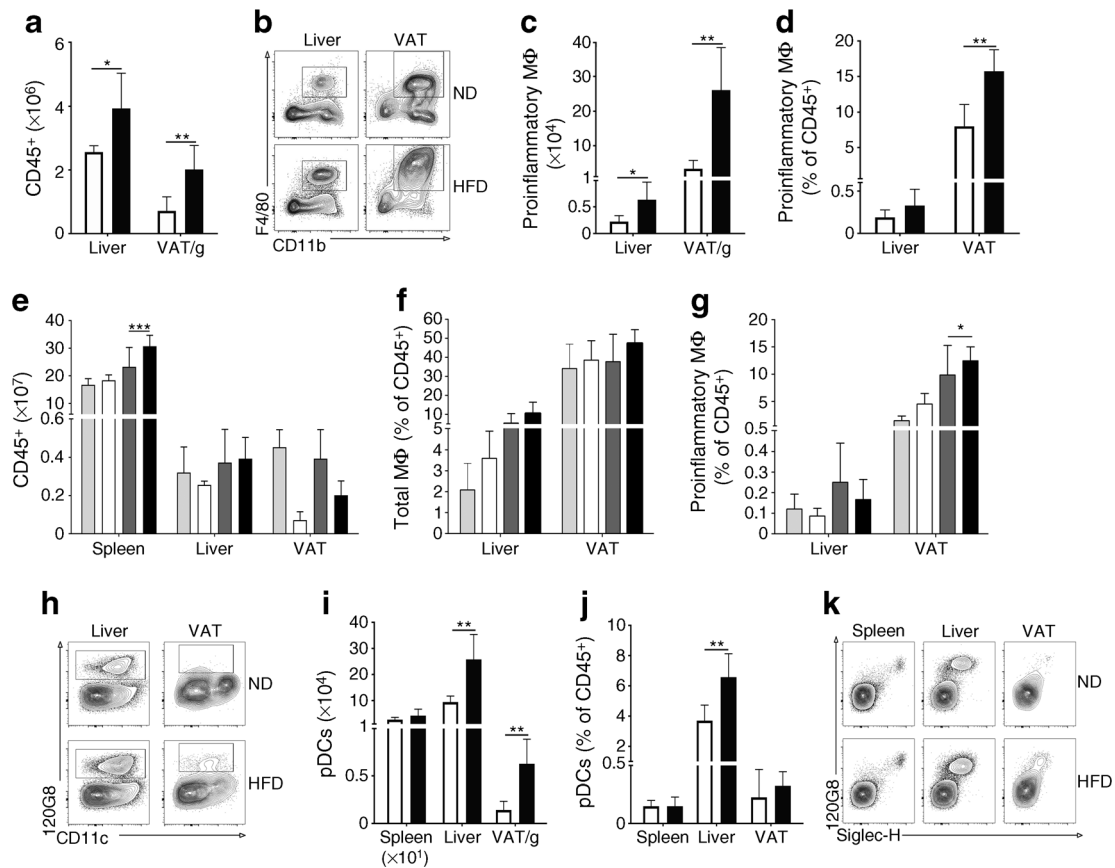 a
CD45⁺ (×10⁶)
6
4
2
0
*
**
Liver
VAT/g
b
Liver
VAT
ND
HFD
F4/80
CD11b
c
Proinflammatory MΦ
(×10⁴)
40
30
20
10
1
0.5
0
*
**
Liver
VAT/g
d
Proinflammatory MΦ
(% of CD45⁺)
20
15
10
5
0.5
0
**
Liver
VAT
e
CD45⁺ (×10⁷)
40
30
20
10
0.6
0.4
0.2
0
***
Spleen
Liver
VAT
f
Total MΦ (% of CD45⁺)
60
50
40
30
20
10
5
4
3
2
1
0
Liver
VAT
g
Proinflammatory MΦ
(% of CD45⁺)
20
15
10
5
0.5
0.4
0.3
0.2
0.1
0
*
Liver
VAT
h
Liver
VAT
ND
HFD
120G8
CD11c
i
pDCs (×10⁴)
40
30
20
10
1
0.5
0
**
**
Spleen
(×10¹)
Liver
VAT/g
j
pDCs (% of CD45⁺)
10
8
6
4
2
0.5
0
**
Spleen
Liver
VAT
k
Spleen
Liver
VAT
ND
HFD
120G8
Siglec-H